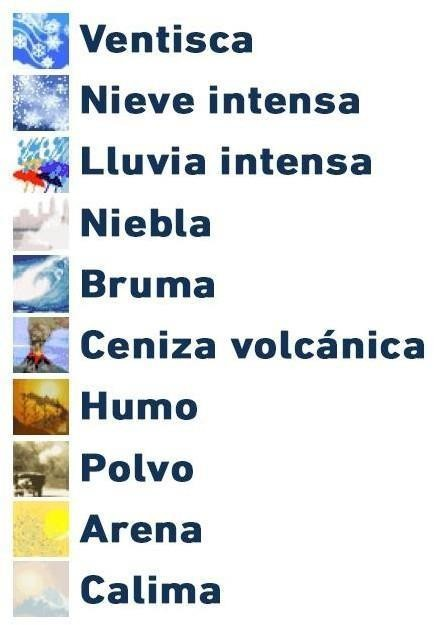 Ventisca
Nieve intensa
Lluvia intensa
Niebla
Bruma
Ceniza volcánica
Humo
Polvo
Arena
Calima